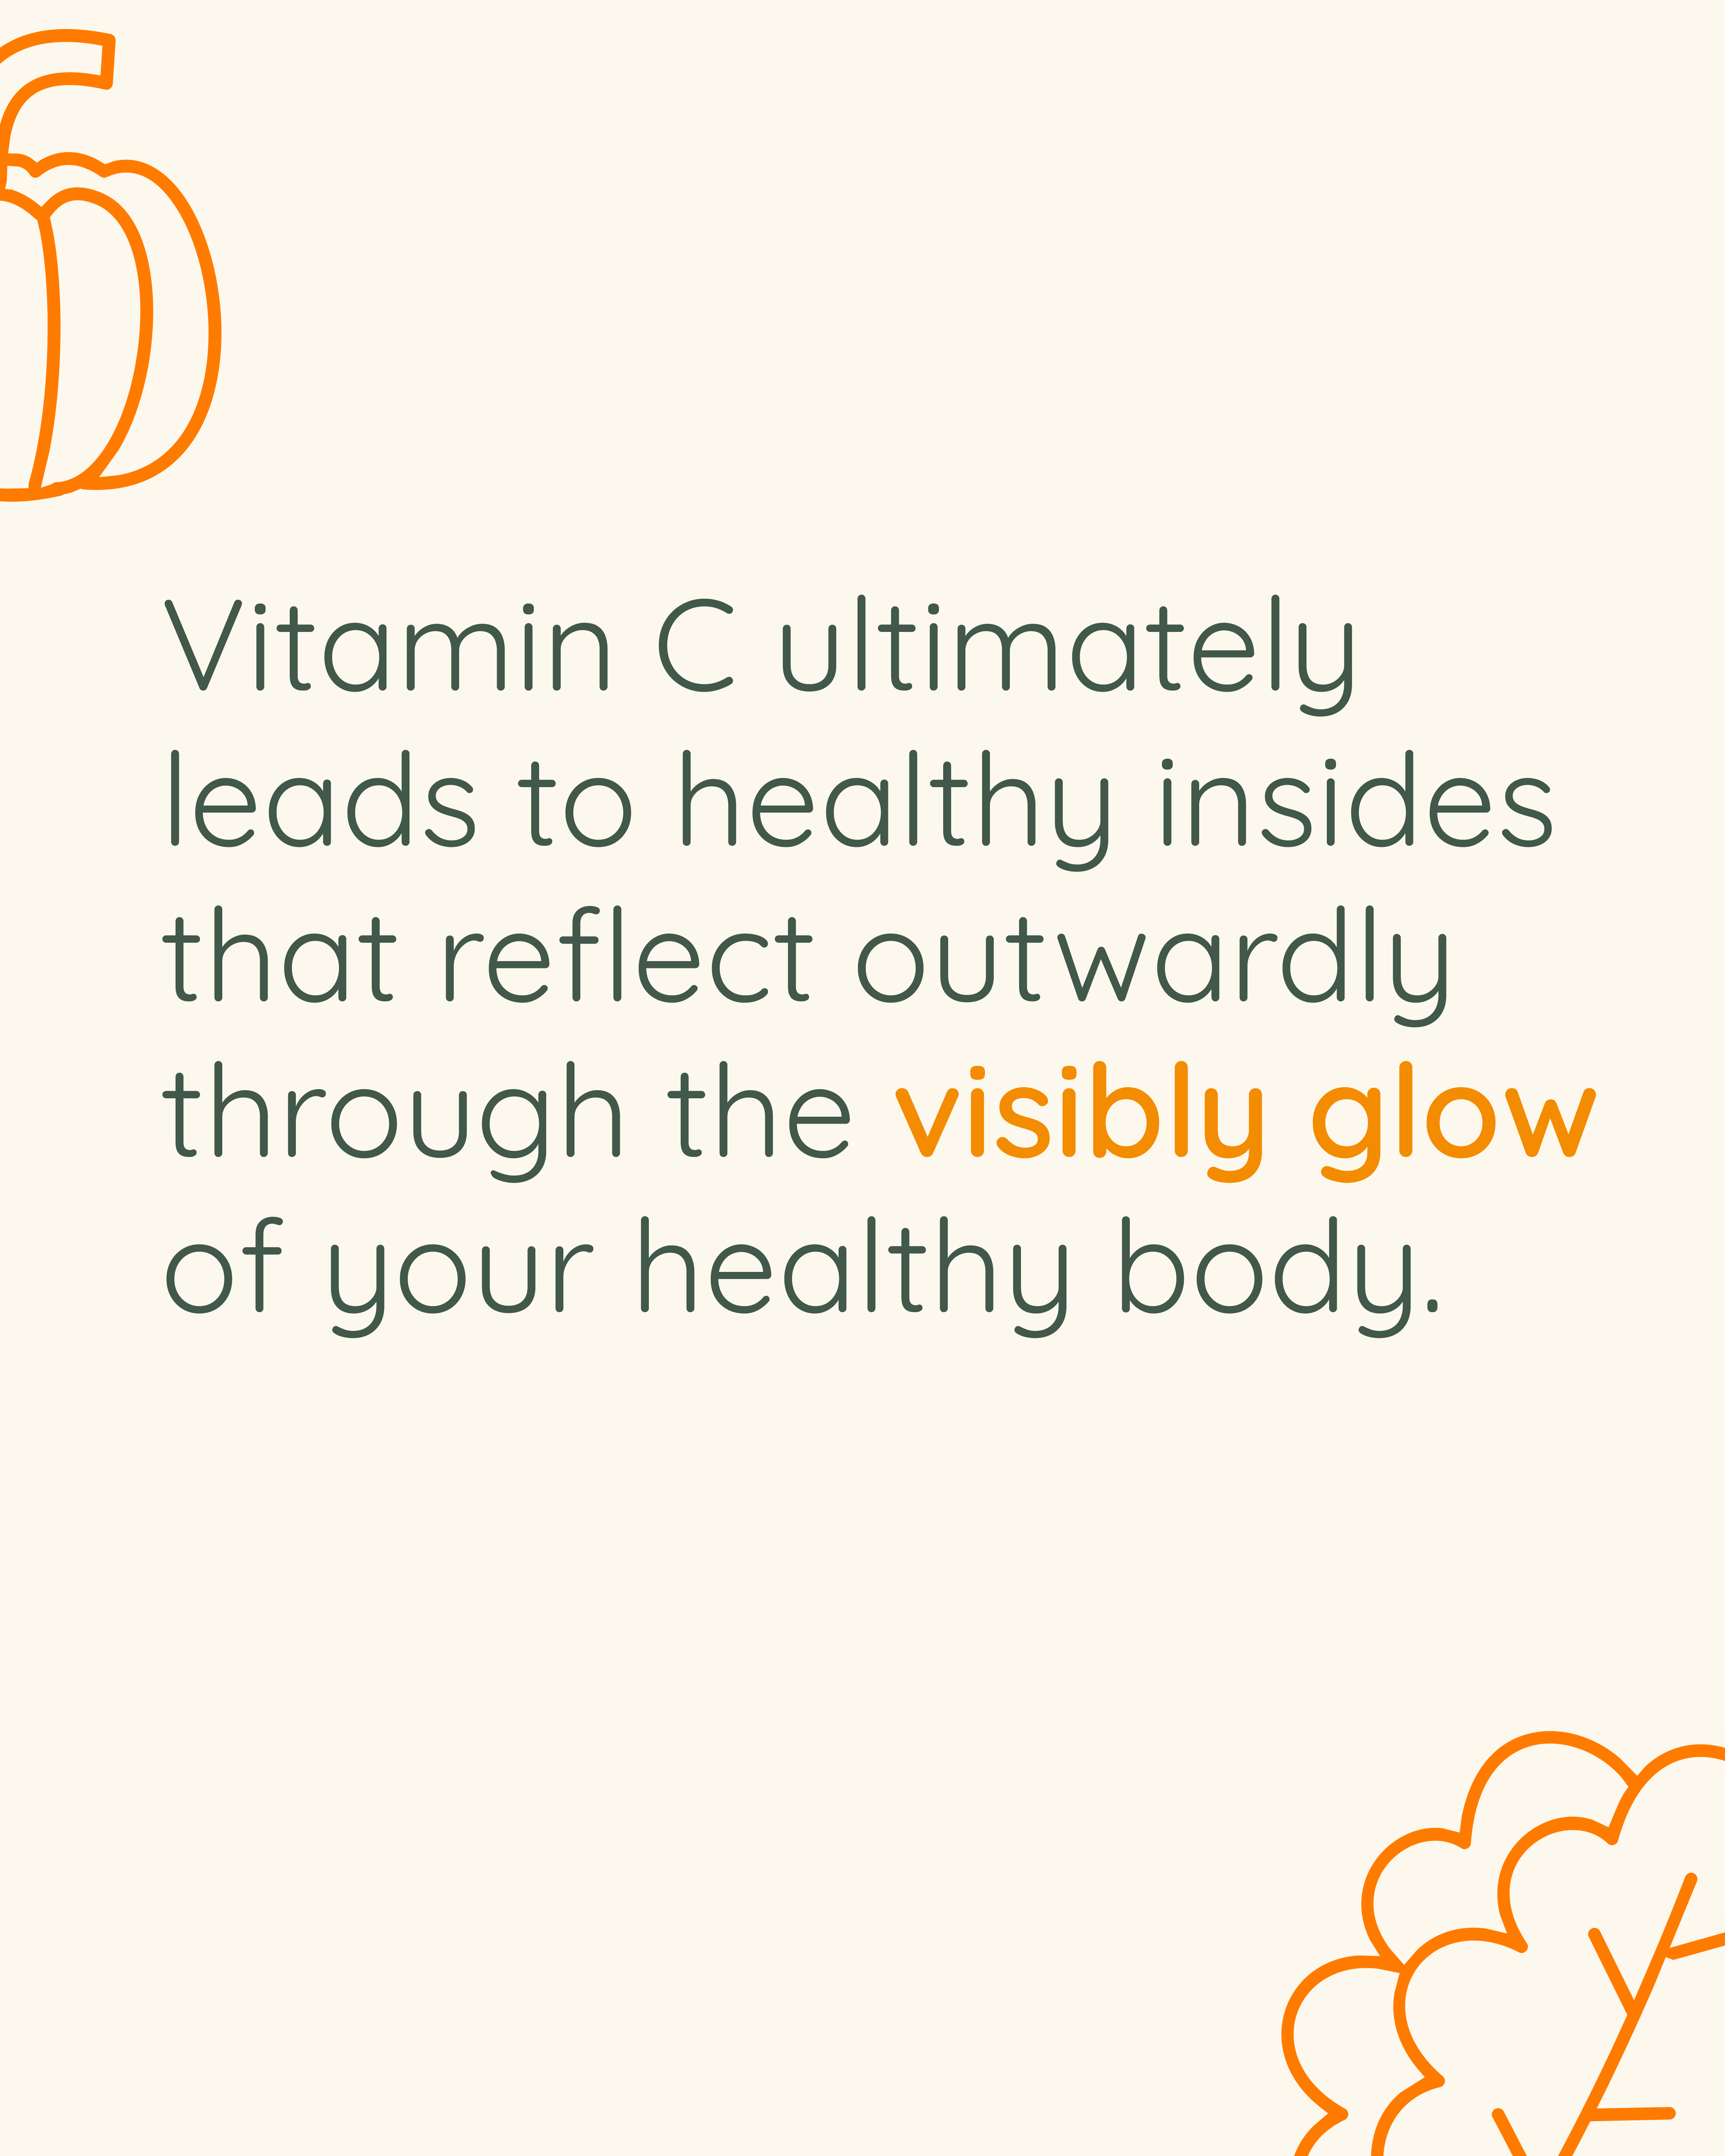 Vitamin C ultimately
leads to healthy insides
that reflect outwardly
through the visibly glow
of your healthy body.